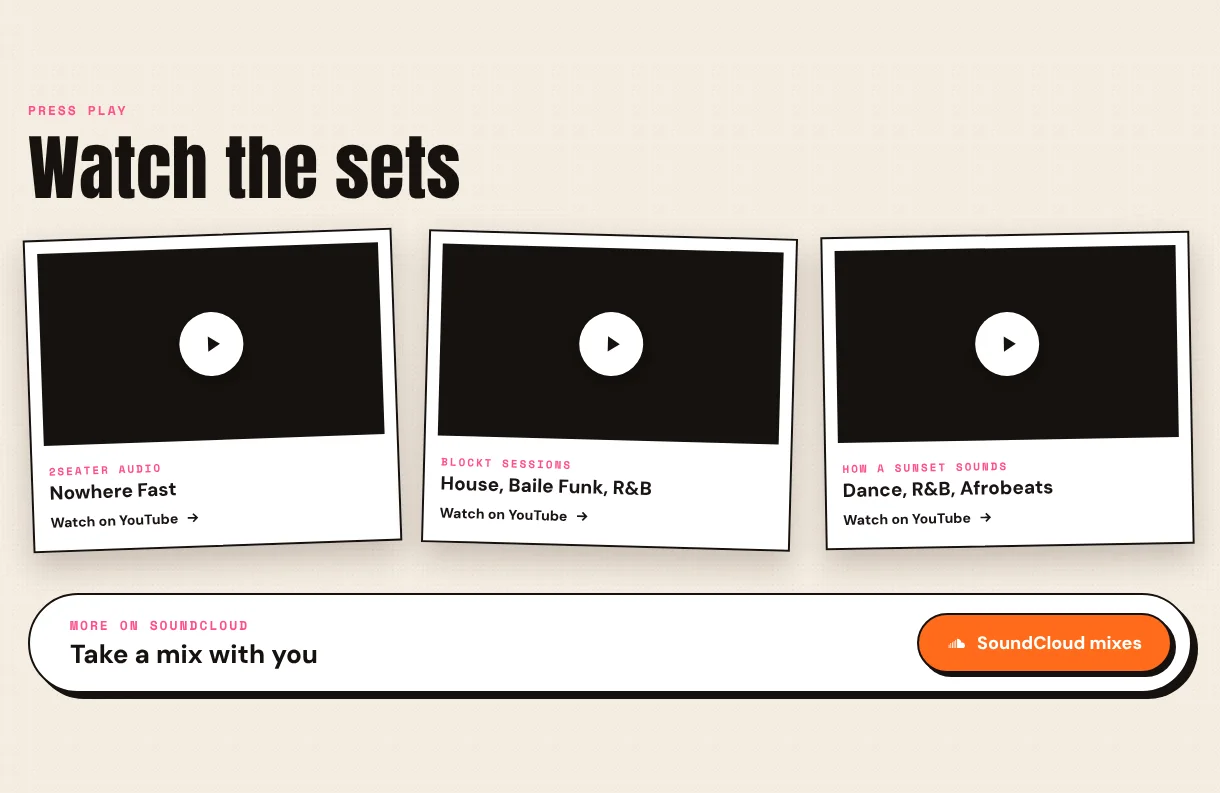 PRESS PLAY
Watch the sets
2SEATER AUDIO
Nowhere Fast
Watch on YouTube →
BLOCKT SESSIONS
House, Baile Funk, R&B
Watch on YouTube →
HOW A SUNSET SOUNDS
Dance, R&B, Afrobeats
Watch on YouTube →
MORE ON SOUNDCLOUD
Take a mix with you
SoundCloud mixes